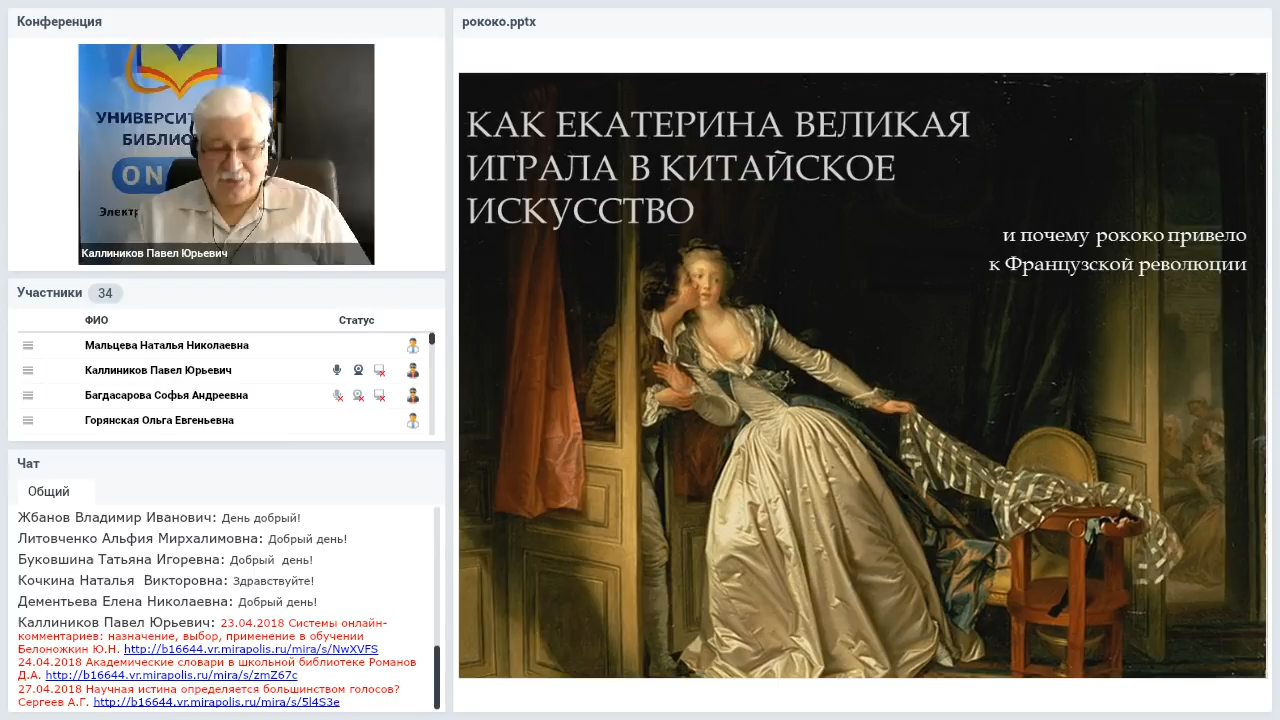 Конференция
УНИВЕРСИТ
БИБЛИО
ON
Электр
Каллиников Павел Юрьевич
Участники 34
ФИО Статус
Мальцева Наталья Николаевна
Каллиников Павел Юрьевич
Багдасарова Софья Андреевна
Горянская Ольга Евгеньевна
Чат
Общий
Жбанов Владимир Иванович: День добрый!
Литовченко Альфия Мирхалимовна: Добрый день!
Буковшина Татьяна Игоревна: Добрый день!
Кочкина Наталья Викторовна: Здравствуйте!
Дементьева Елена Николаевна: Добрый день!
Каллиников Павел Юрьевич: 23.04.2018 Системы онлайн-
комментариев: назначение, выбор, применение в обучении
Белоножкин Ю.Н. http://b16644.vr.mirapolis.ru/mira/s/NwXVFS
24.04.2018 Академические словари в школьной библиотеке Романов
Д.А. http://b16644.vr.mirapolis.ru/mira/s/zmZ67c
27.04.2018 Научная истина определяется большинством голосов?
Сергеев А.Г. http://b16644.vr.mirapolis.ru/mira/s/5l4S3e
рококо.pptx
КАК ЕКАТЕРИНА ВЕЛИКАЯ
ИГРАЛА В КИТАЙСКОЕ
ИСКУССТВО
и почему рококо привело
к Французской революции